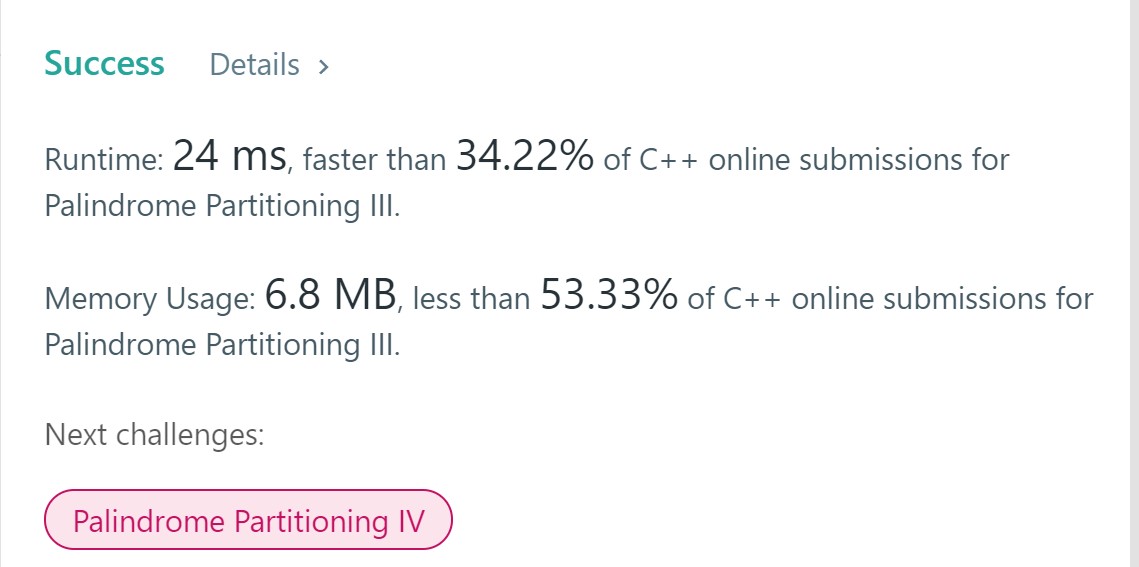 Success Details >
Runtime: 24 ms, faster than 34.22% of C++ online submissions for
Palindrome Partitioning III.
Memory Usage: 6.8 MB, less than 53.33% of C++ online submissions for
Palindrome Partitioning III.
Next challenges:
Palindrome Partitioning IV